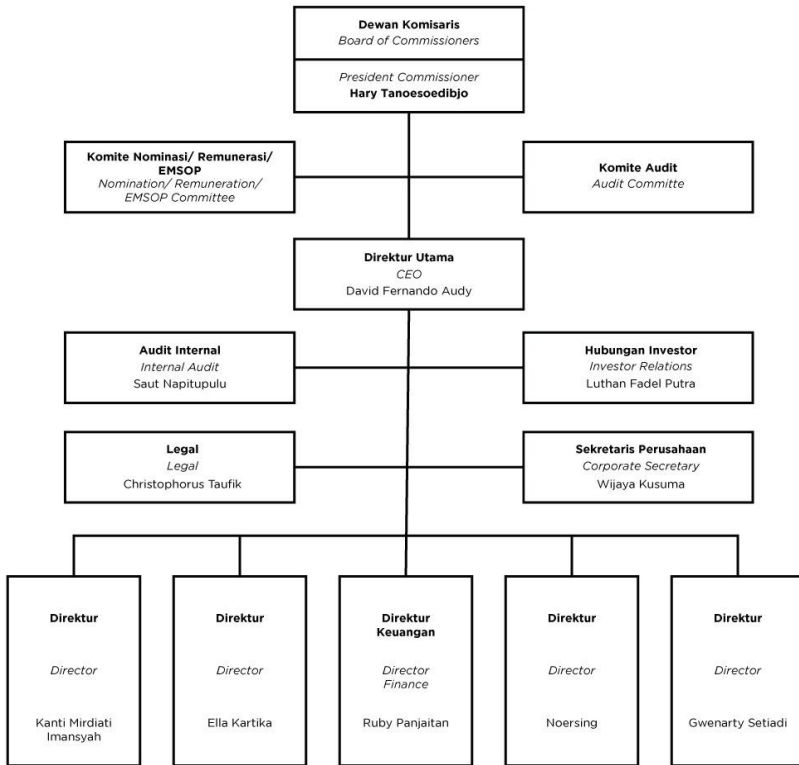 Dewan Komisaris
Board of Commissioners
President Commissioner
Hary Tanoesoedibjo
Komite Nominasi/ Remunerasi/
EMSOP
Nomination/ Remuneration/
EMSOP Committee
Komite Audit
Audit Committe
Direktur Utama
CEO
David Fernando Audy
Audit Internal
Internal Audit
Saut Napitupulu
Hubungan Investor
Investor Relations
Luthan Fadel Putra
Legal
Legal
Christophorus Taufik
Sekretaris Perusahaan
Corporate Secretary
Wijaya Kusuma
Direktur
Director
Kanti Mirdiati
Imansyah
Direktur
Director
Ella Kartika
Direktur
Keuangan
Director
Finance
Ruby Panjaitan
Direktur
Director
Noersing
Direktur
Director
Gwenarty Setiadi